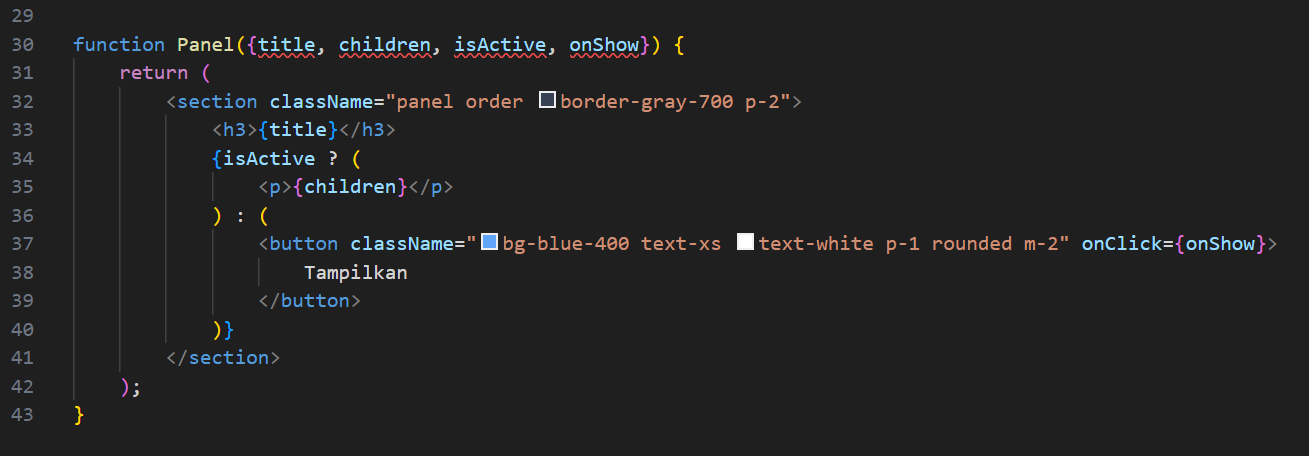 29
30 function Panel({title, children, isActive, onShow}) {
31 return (
32 <section className="panel order border-gray-700 p-2">
33 <h3>{title}</h3>
34 {isActive ? (
35 <p>{children}</p>
36 ) : (
37 <button className="bg-blue-400 text-xs text-white p-1 rounded m-2" onClick={onShow}>
38 Tampilkan
39 </button>
40 )}
41 </section>
42 );
43 }